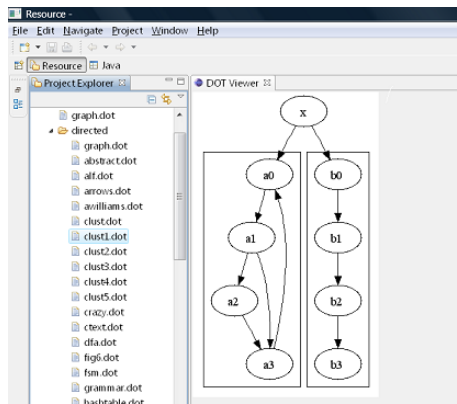 Resource -
File Edit Navigate Project Window Help
Resource Java
Project Explorer
DOT Viewer
graph.dot
directed
graph.dot
abstract.dot
alf.dot
arrows.dot
awilliams.dot
clust.dot
clust1.dot
clust2.dot
clust3.dot
clust4.dot
clust5.dot
crazy.dot
ctext.dot
dfa.dot
fig6.dot
fsm.dot
grammar.dot
hashtable.dot
x
a0 b0
a1 b1
a2 b2
a3 b3